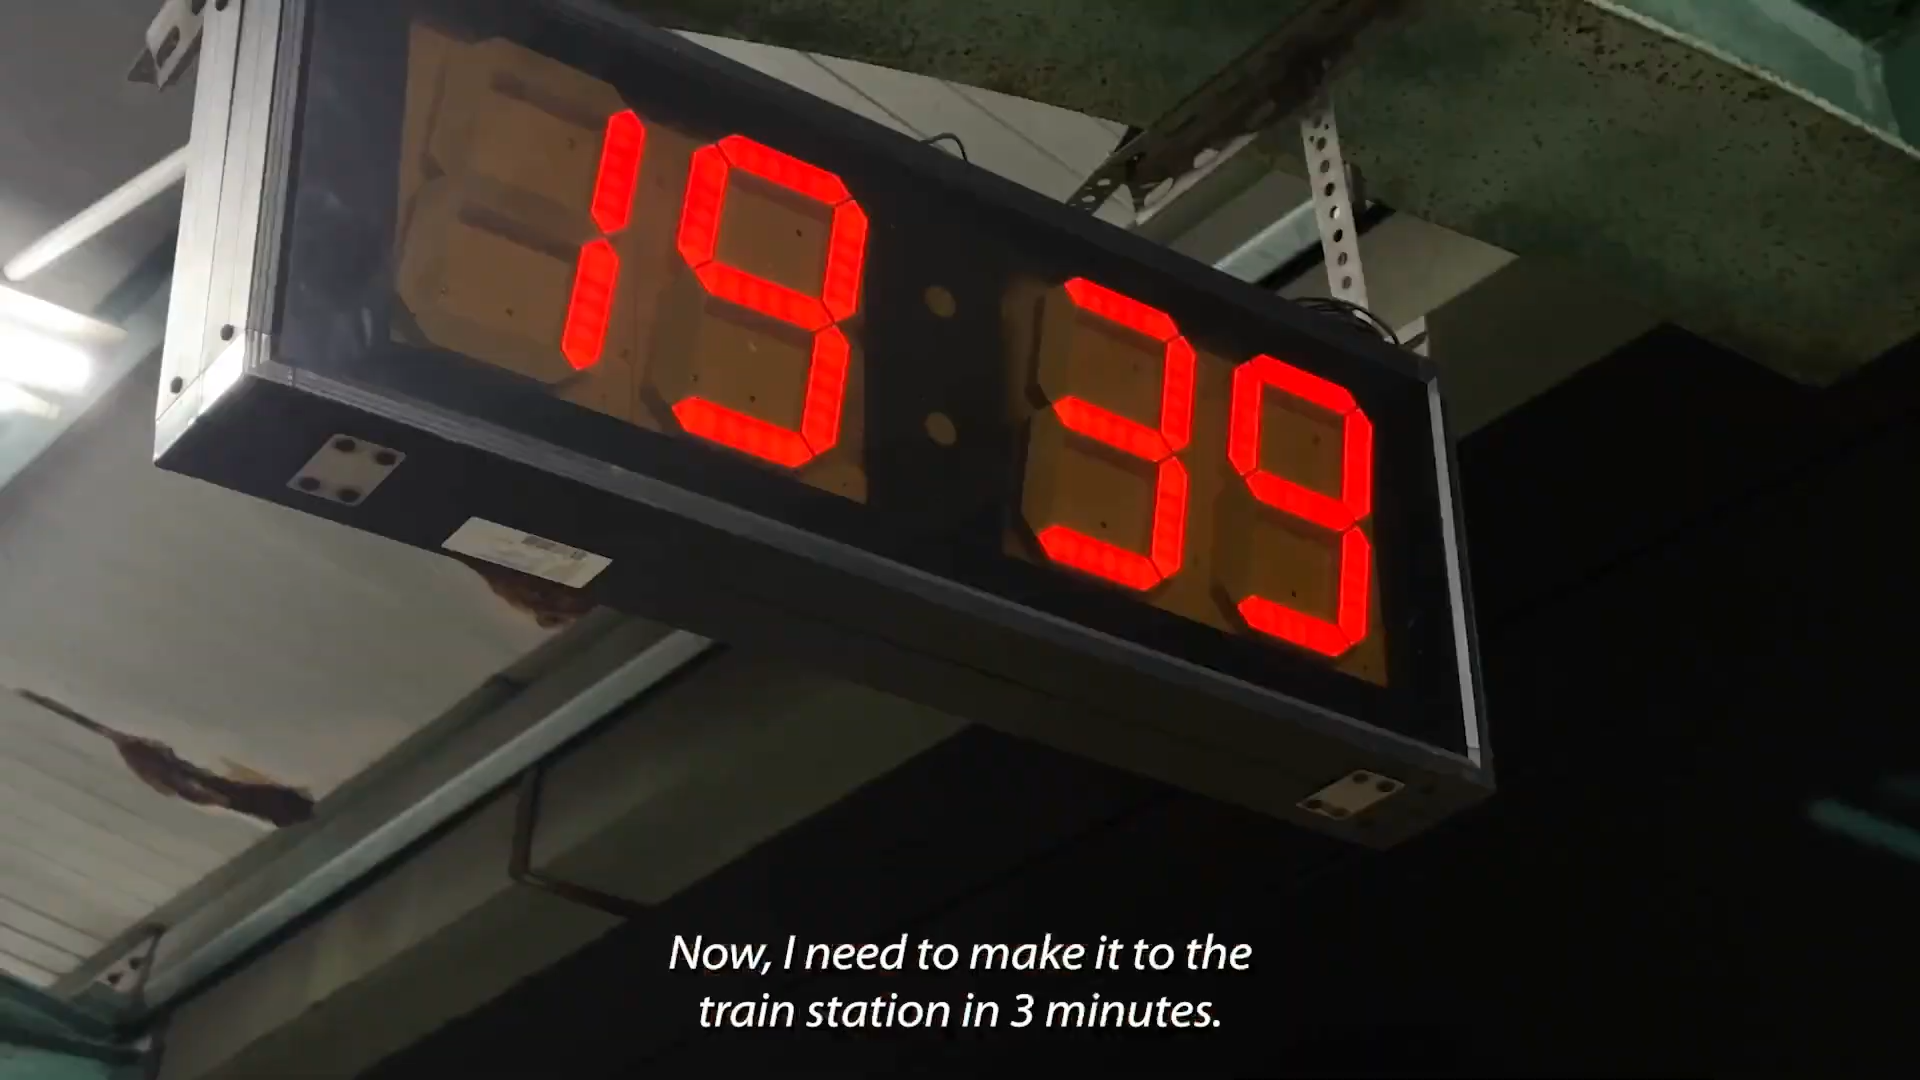 19:39
Now, I need to make it to the
train station in 3 minutes.